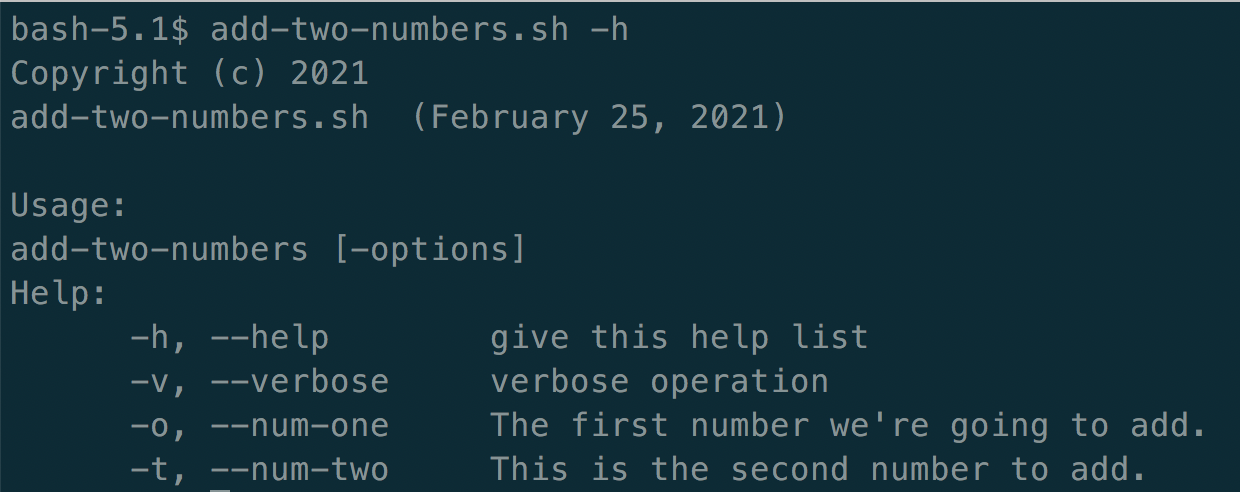 bash-5.1$ add-two-numbers.sh -h
Copyright (c) 2021
add-two-numbers.sh  (February 25, 2021)
Usage:
add-two-numbers [-options]
Help:
-h, --help        give this help list
-v, --verbose     verbose operation
-o, --num-one     The first number we're going to add.
-t, --num-two     This is the second number to add.